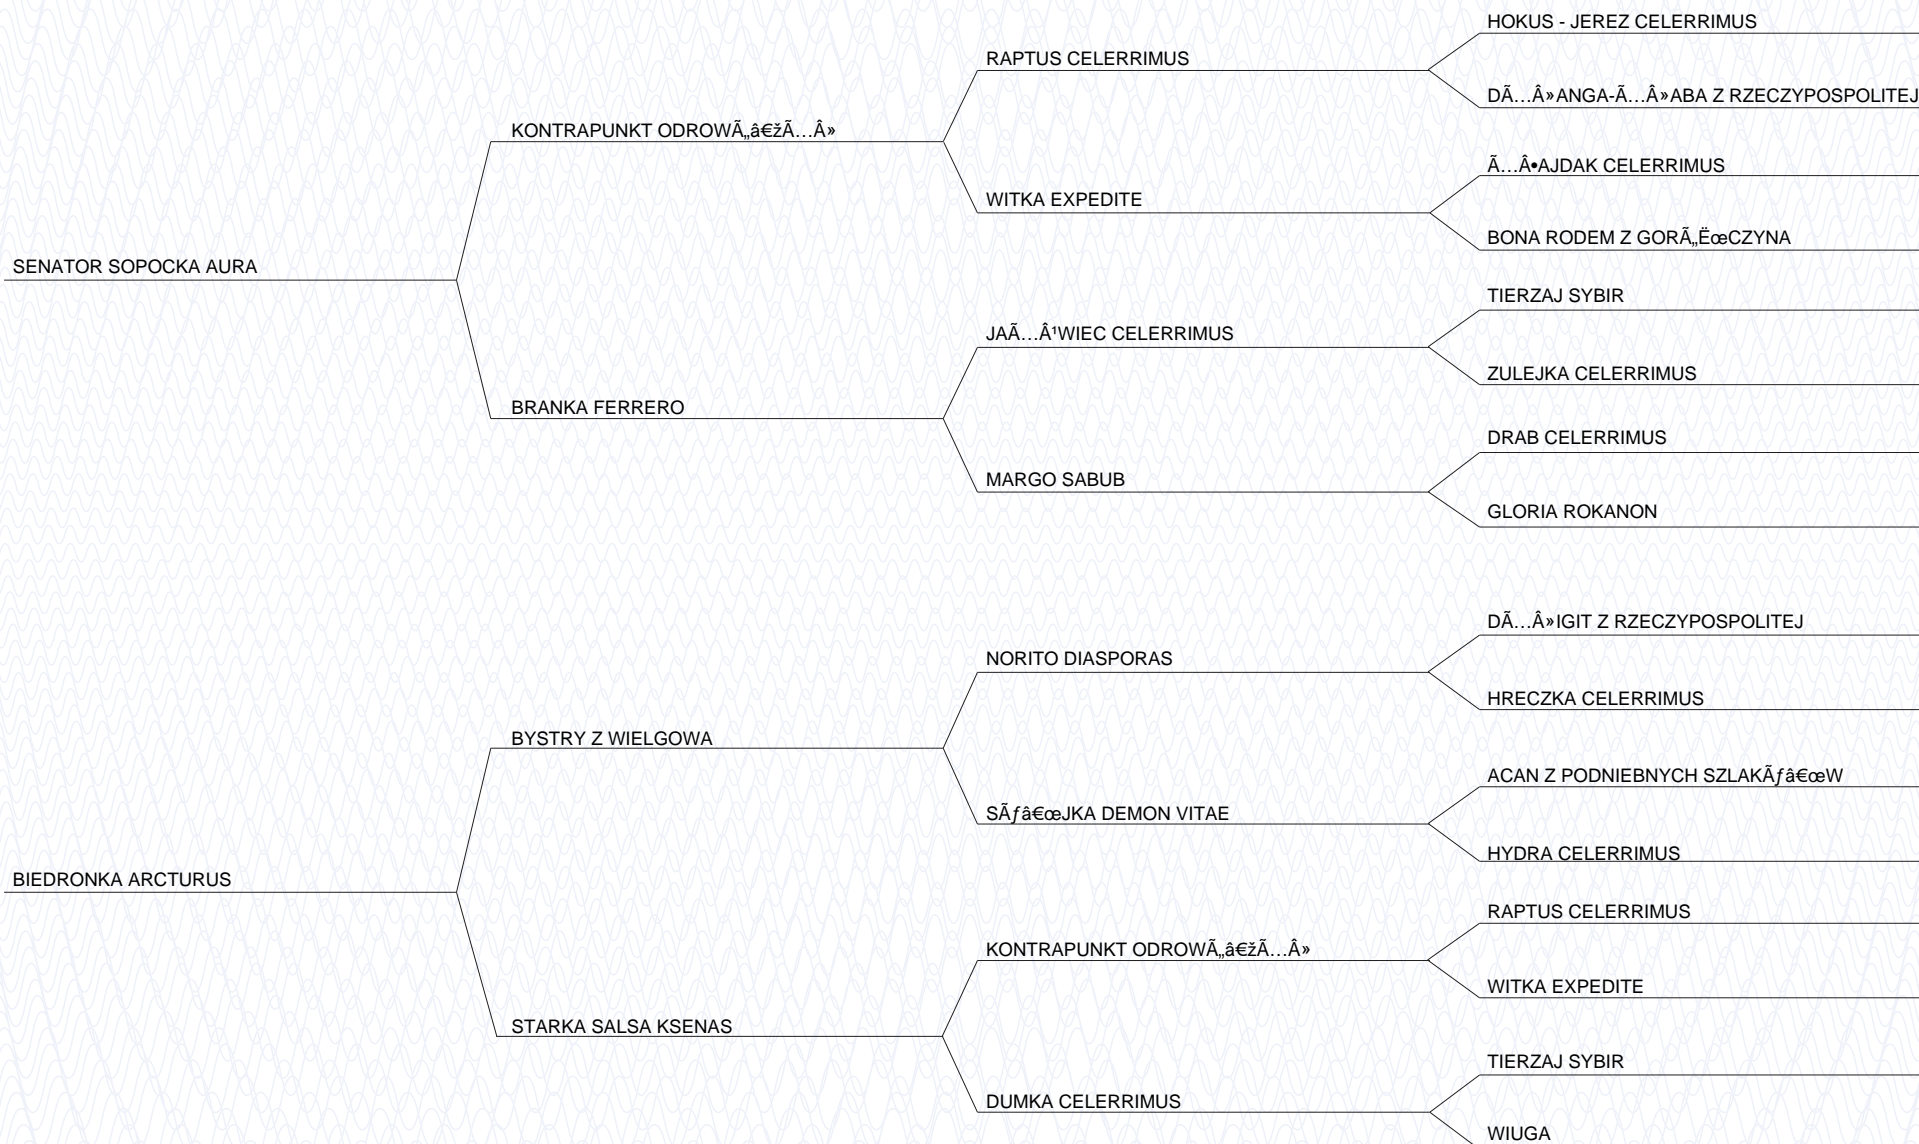 HOKUS - JEREZ CELERRIMUS
RAPTUS CELERRIMUS
DÃ…Â»ANGA-Ã…Â»ABA Z RZECZYPOSPOLITEJ
KONTRAPUNKT ODROWÃ„â€žÃ…Â»
Ã…Â•AJDAK CELERRIMUS
WITKA EXPEDITE
BONA RODEM Z GORÃ„ËœCZYNA
SENATOR SOPOCKA AURA
TIERZAJ SYBIR
JAÃ…Â¹WIEC CELERRIMUS
ZULEJKA CELERRIMUS
BRANKA FERRERO
DRAB CELERRIMUS
MARGO SABUB
GLORIA ROKANON
DÃ…Â»IGIT Z RZECZYPOSPOLITEJ
NORITO DIASPORAS
HRECZKA CELERRIMUS
BYSTRY Z WIELGOWA
ACAN Z PODNIEBNYCH SZLAKÃƒâ€œW
SÃƒâ€œJKA DEMON VITAE
HYDRA CELERRIMUS
BIEDRONKA ARCTURUS
RAPTUS CELERRIMUS
KONTRAPUNKT ODROWÃ„â€žÃ…Â»
WITKA EXPEDITE
STARKA SALSA KSENAS
TIERZAJ SYBIR
DUMKA CELERRIMUS
WIUGA